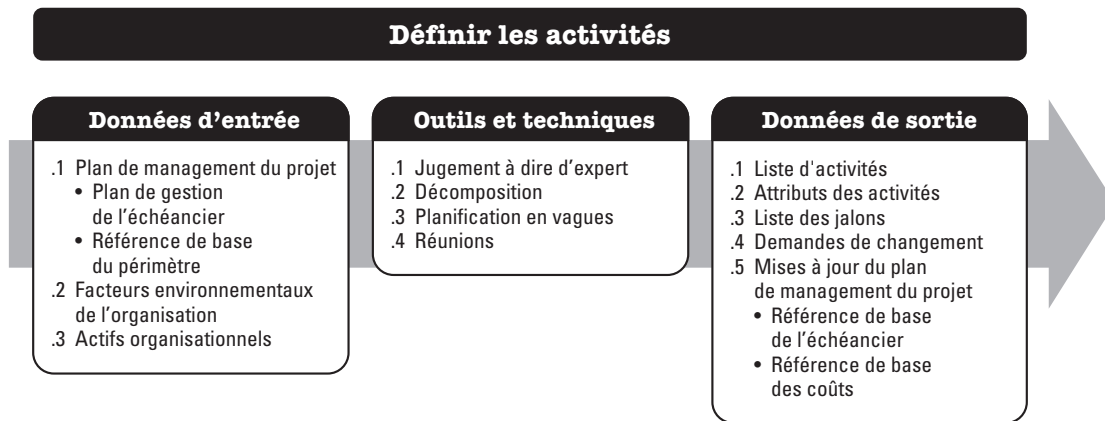 Définir les activités
Données d’entrée
.1 Plan de management du projet
• Plan de gestion
de l’échéancier
• Référence de base
du périmètre
.2 Facteurs environnementaux
de l’organisation
.3 Actifs organisationnels
Outils et techniques
.1 Jugement à dire d’expert
.2 Décomposition
.3 Planification en vagues
.4 Réunions
Données de sortie
.1 Liste d'activités
.2 Attributs des activités
.3 Liste des jalons
.4 Demandes de changement
.5 Mises à jour du plan
de management du projet
• Référence de base
de l’échéancier
• Référence de base
des coûts